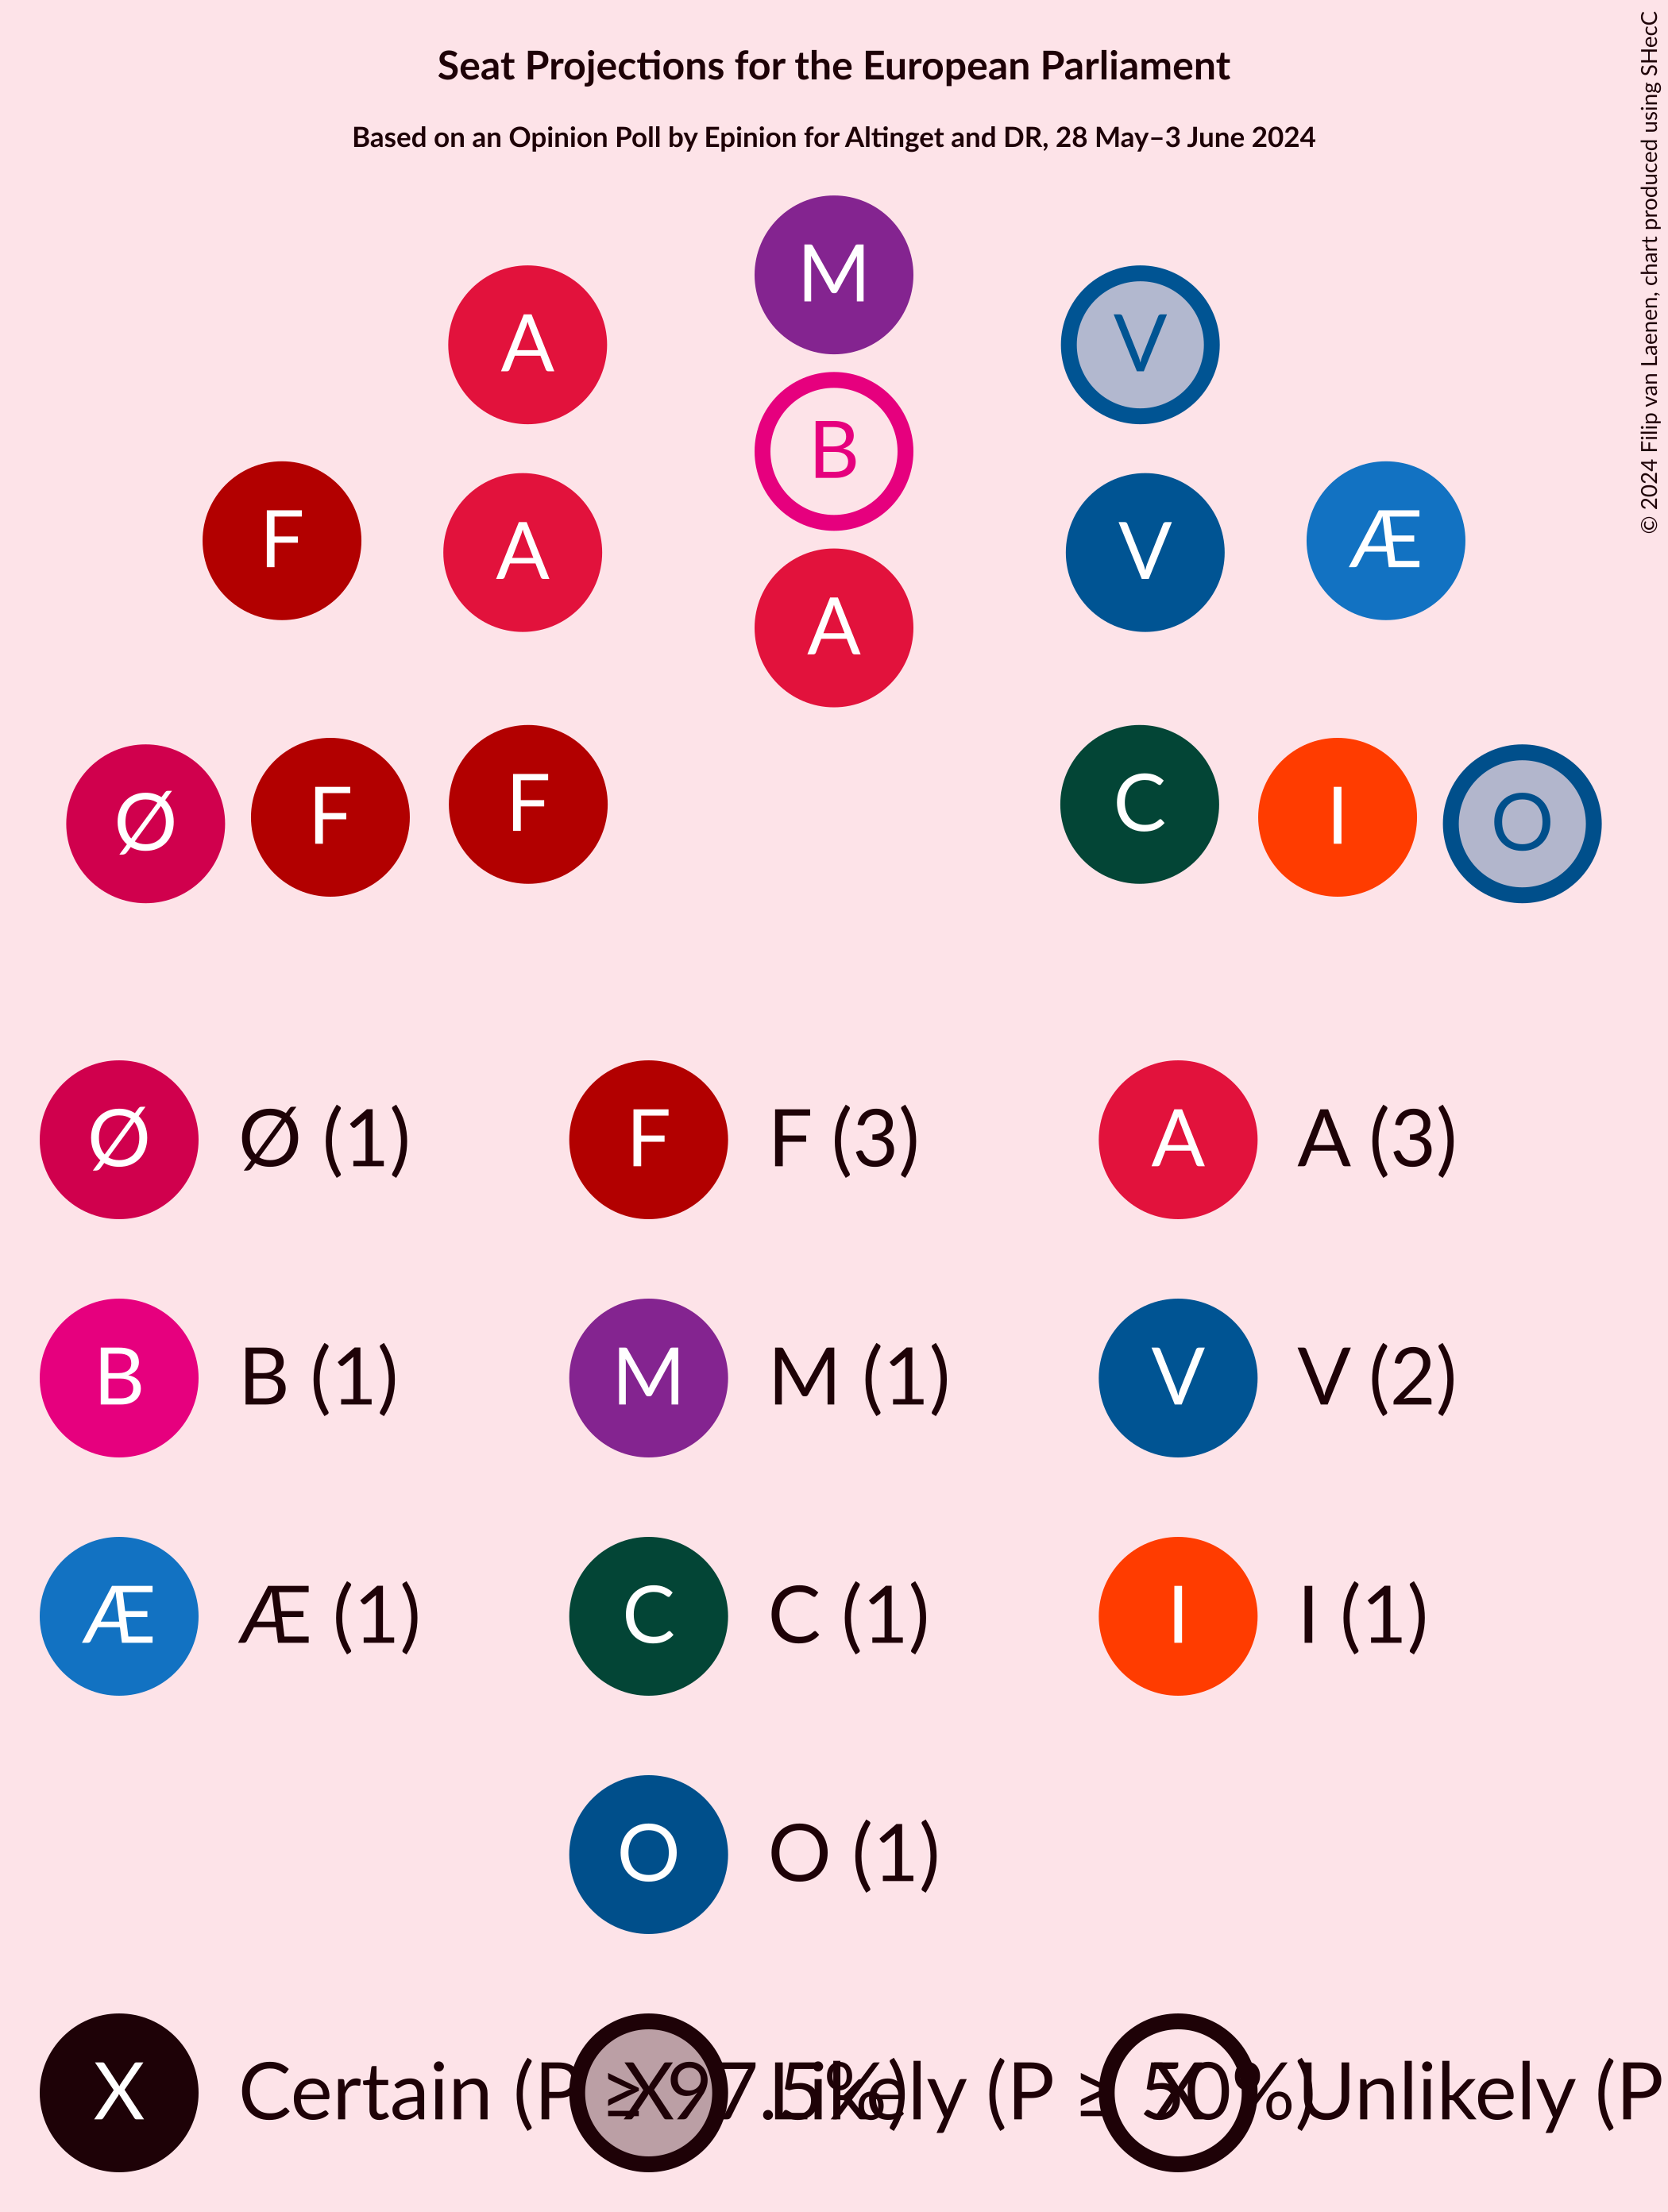 Seat Projections for the European Parliament
Based on an Opinion Poll by Epinion for Altinget and DR, 28 May–3 June 2024
© 2024 Filip van Laenen, chart produced using SHecC
M
A
V
B
F
A
V
Æ
A
Ø
F
F
C
I
O
Ø Ø (1)
F F (3)
A A (3)
B B (1)
M M (1)
V V (2)
Æ Æ (1)
C C (1)
I I (1)
O O (1)
X Certain (P ≥ 97.5%)
X Likely (P ≥ 50%)
X Unlikely (P